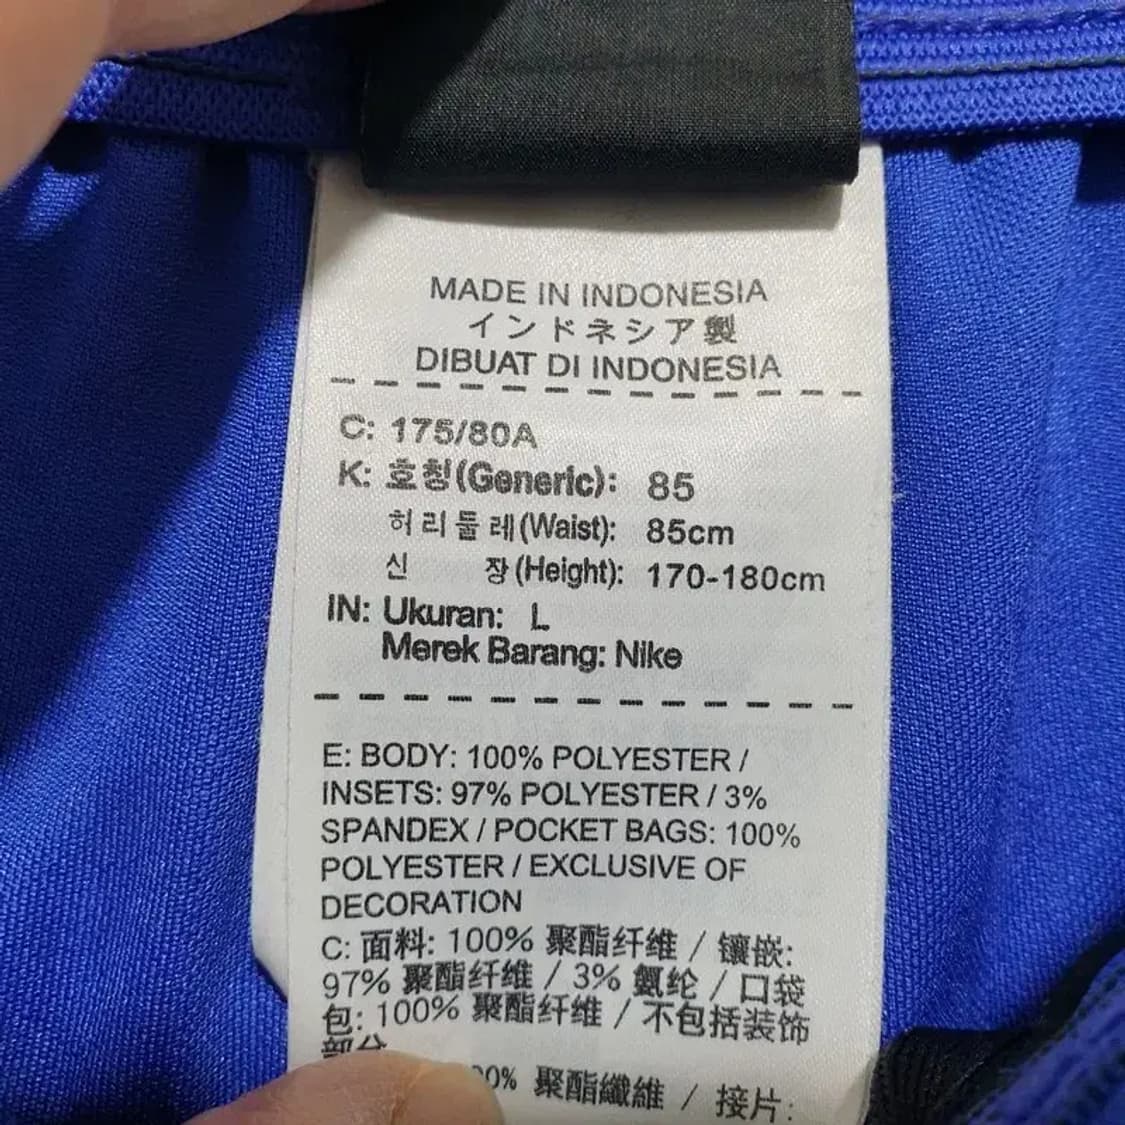 MADE IN INDONESIA
インドネシア製
DIBUAT DI INDONESIA
C: 175/80A
K: 호칭(Generic): 85
허리둘레(Waist): 85cm
신 장(Height): 170-180cm
IN: Ukuran: L
Merek Barang: Nike
E: BODY: 100% POLYESTER /
INSETS: 97% POLYESTER / 3%
SPANDEX / POCKET BAGS: 100%
POLYESTER / EXCLUSIVE OF
DECORATION
C: 面料: 100% 聚酯纤维 / 镶嵌:
97% 聚酯纤维 / 3% 氨纶 / 口袋
包: 100% 聚酯纤维 / 不包括装饰
部分
聚酯纖維 / 接片: